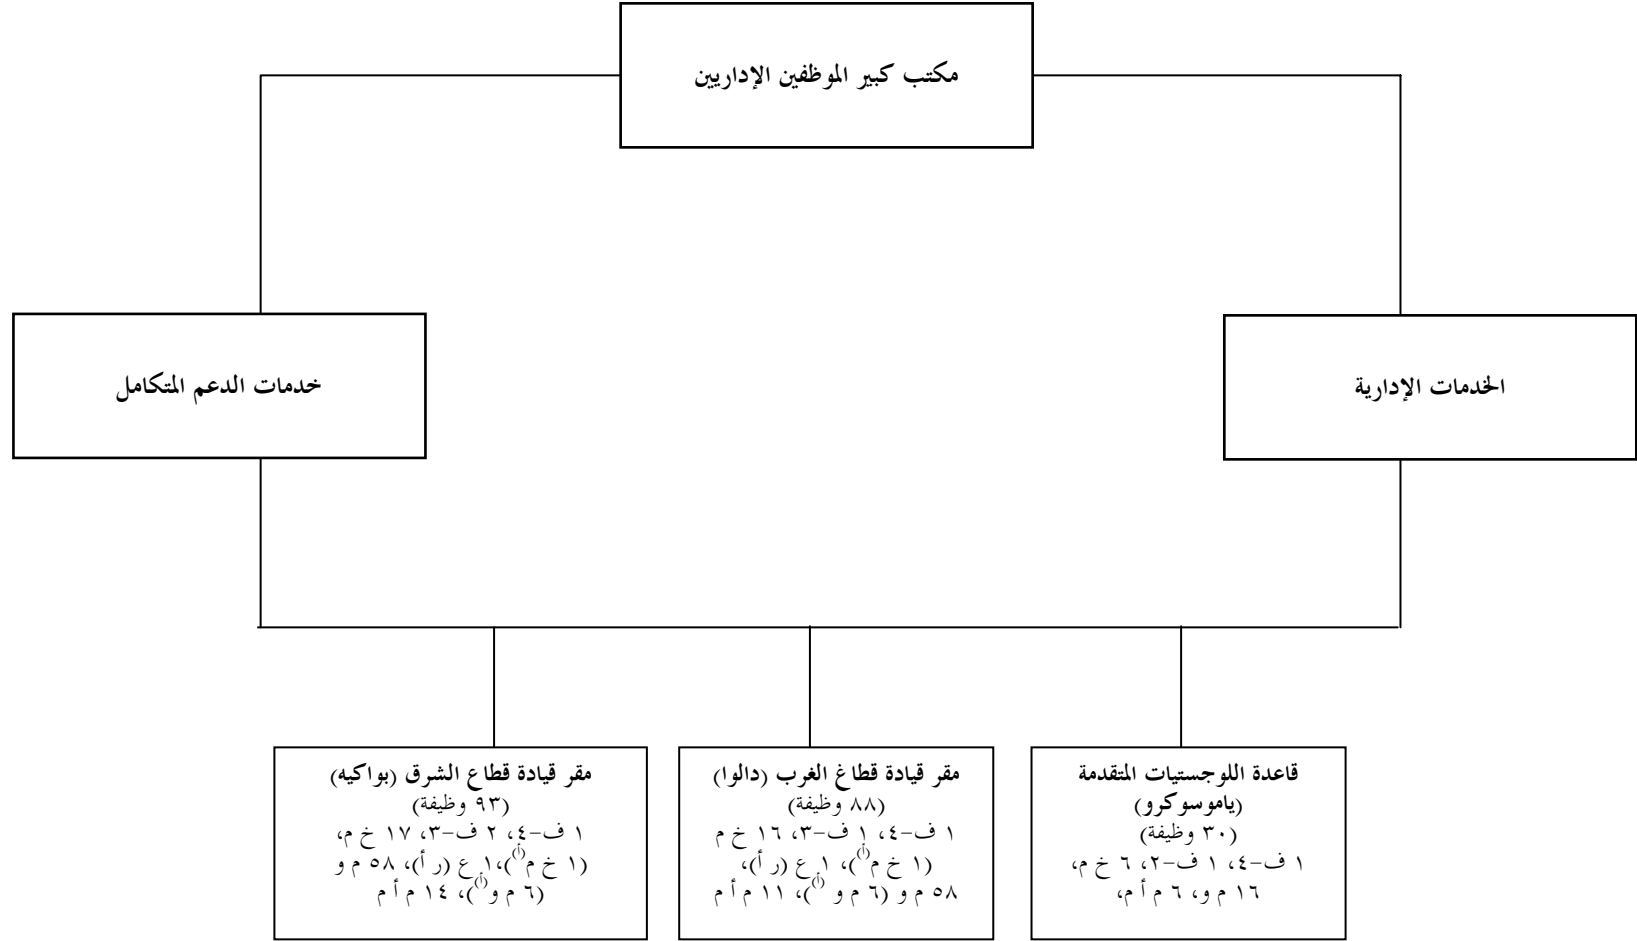 مكتب كبير الموظفين الإداريين
الخدمات الإدارية
خدمات الدعم المتكامل
قاعدة اللوجستيات المتقدمة
(ياموسوكرو)
(٣٠ وظيفة)
١ ف-٤، ١ ف-٢، ٦ خ م،
١٦ م و، ٦ م أ م،
مقر قيادة قطاغ الغرب (دالوا)
(٨٨ وظيفة)
١ ف-٤، ١ ف-٣، ١٦ خ م
(١ خ م(أ))، ١ ع (ر أ)،
٥٨ م و (٦ م و (أ))، ١١ م أ م
مقر قيادة قطاع الشرق (بواكيه)
(٩٣ وظيفة)
١ ف-٤، ٢ ف-٣، ١٧ خ م،
(١ خ م(أ))،١ ع (ر أ)، ٥٨ م و
(٦ م و(أ))، ١٤ م أ م